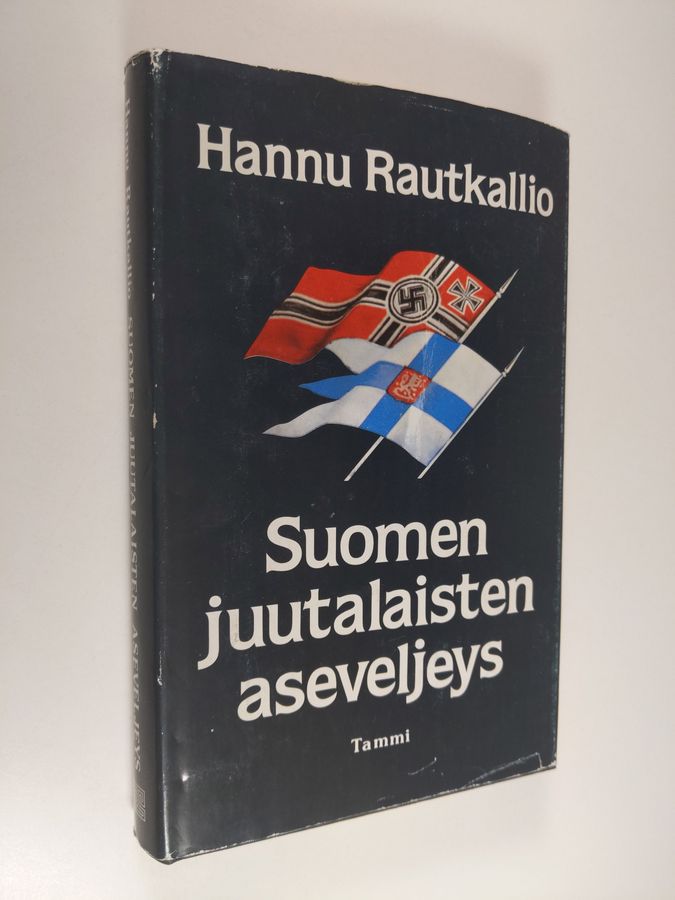 Hannu Rautkallio
Suomen
juutalaisten
aseveljeys
Tammi
Hannu Rautkallio SUOMEN JUUTALAISTEN ASEVELJEYS